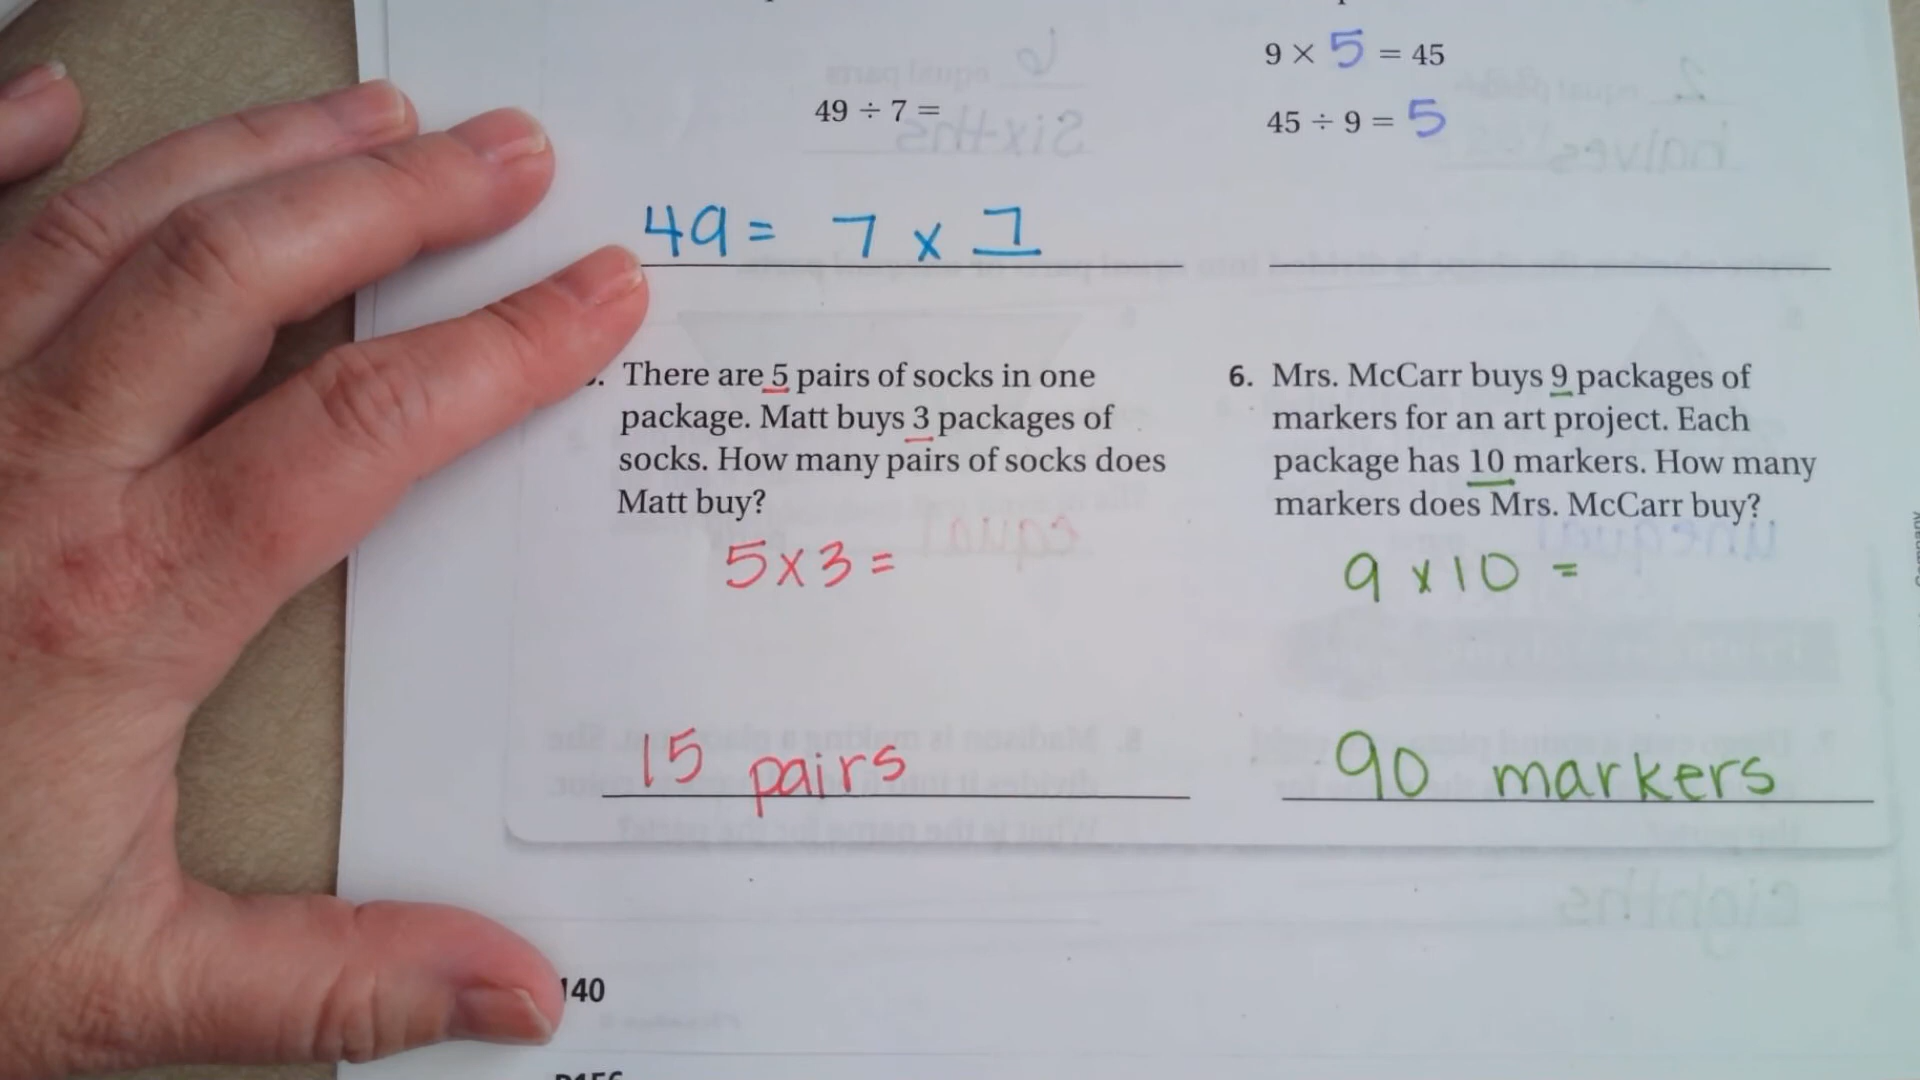 9 × 5 = 45
49 ÷ 7 =
45 ÷ 9 = 5
49 = 7 x 7
There are 5 pairs of socks in one
package. Matt buys 3 packages of
socks. How many pairs of socks does
Matt buy?
5 x 3 =
15 pairs
6. Mrs. McCarr buys 9 packages of
markers for an art project. Each
package has 10 markers. How many
markers does Mrs. McCarr buy?
9 x 10 =
90 markers
140